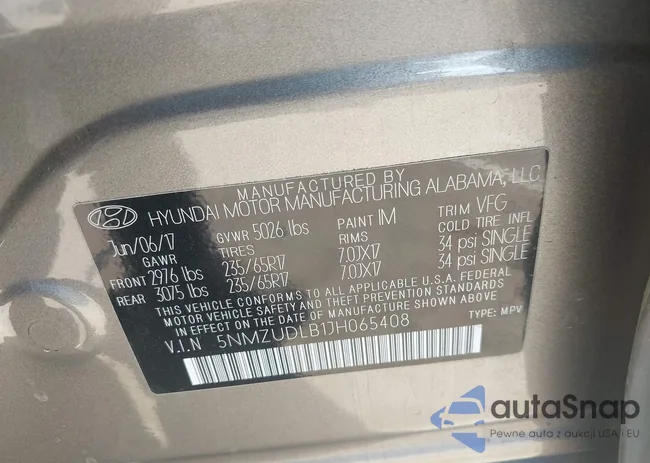 MANUFACTURED BY
HYUNDAI MOTOR MANUFACTURING ALABAMA, LLC
Jun/06/17 GVWR 5026 lbs PAINT IM TRIM VFG
GAWR TIRES RIMS COLD TIRE INFL
FRONT 2976 lbs 235/65R17 7.0JX17 34 psi SINGLE
REAR 3075 lbs 235/65R17 7.0JX17 34 psi SINGLE
THIS VEHICLE CONFORMS TO ALL APPLICABLE U.S.A. FEDERAL
MOTOR VEHICLE SAFETY AND BUMPER STANDARDS
IN EFFECT ON THE DATE OF MANUFACTURE SHOWN ABOVE.
V.I.N 5NMZUDLB1JH065408 TYPE: MPV
autaSnap
Pewne auta z aukcji USA i EU